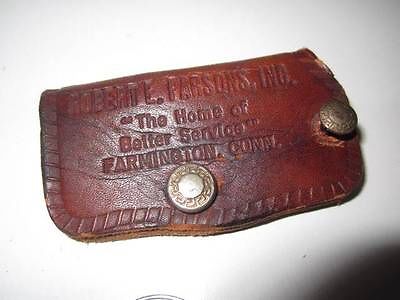 ROBERT L. PARSONS, INC.
"The Home of
Better Service"
FARMINGTON, CONN.